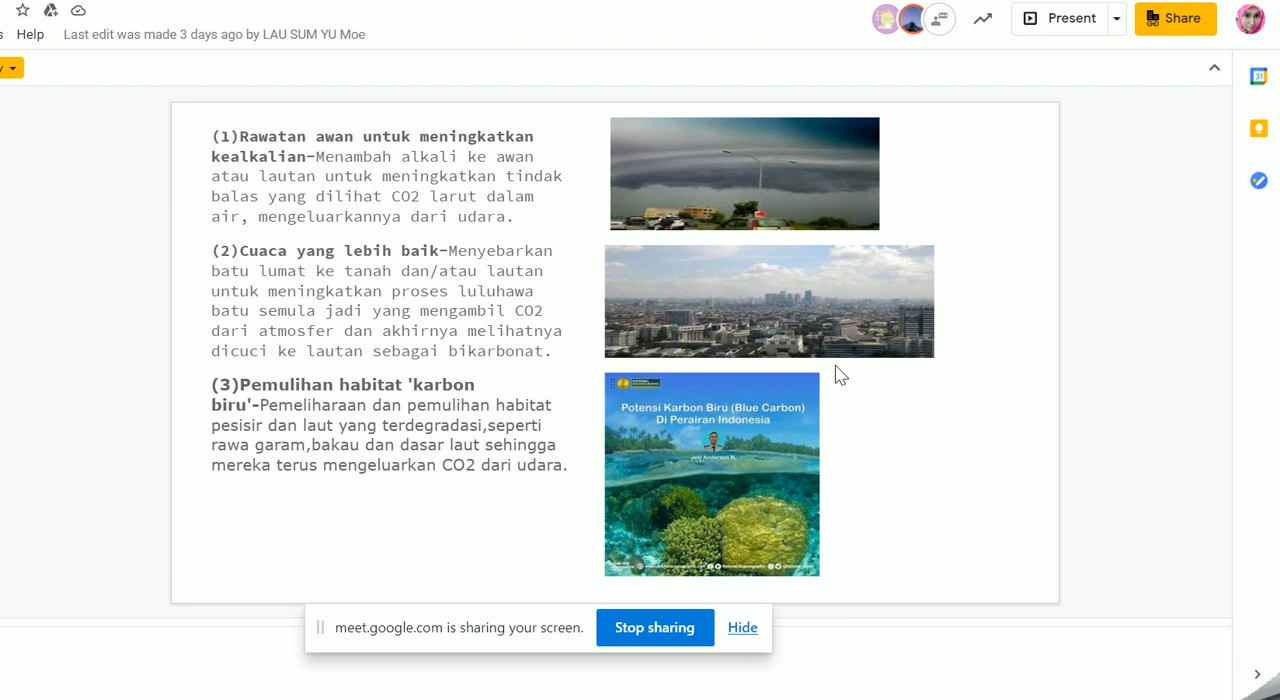 Help
Last edit was made 3 days ago by LAU SUM YU Moe
Present
Share
31
(1)Rawatan awan untuk meningkatkan
kealkalian-Menambah alkali ke awan
atau lautan untuk meningkatkan tindak
balas yang dilihat CO2 larut dalam
air, mengeluarkannya dari udara.
(2)Cuaca yang lebih baik-Menyebarkan
batu lumat ke tanah dan/atau lautan
untuk meningkatkan proses luluhawa
batu semula jadi yang mengambil CO2
dari atmosfer dan akhirnya melihatnya
dicuci ke lautan sebagai bikarbonat.
(3)Pemulihan habitat 'karbon
biru'-Pemeliharaan dan pemulihan habitat
pesisir dan laut yang terdegradasi,seperti
rawa garam,bakau dan dasar laut sehingga
mereka terus mengeluarkan CO2 dari udara.
Potensi Karbon Biru (Blue Carbon)
Di Perairan Indonesia
meet.google.com is sharing your screen.
Stop sharing
Hide